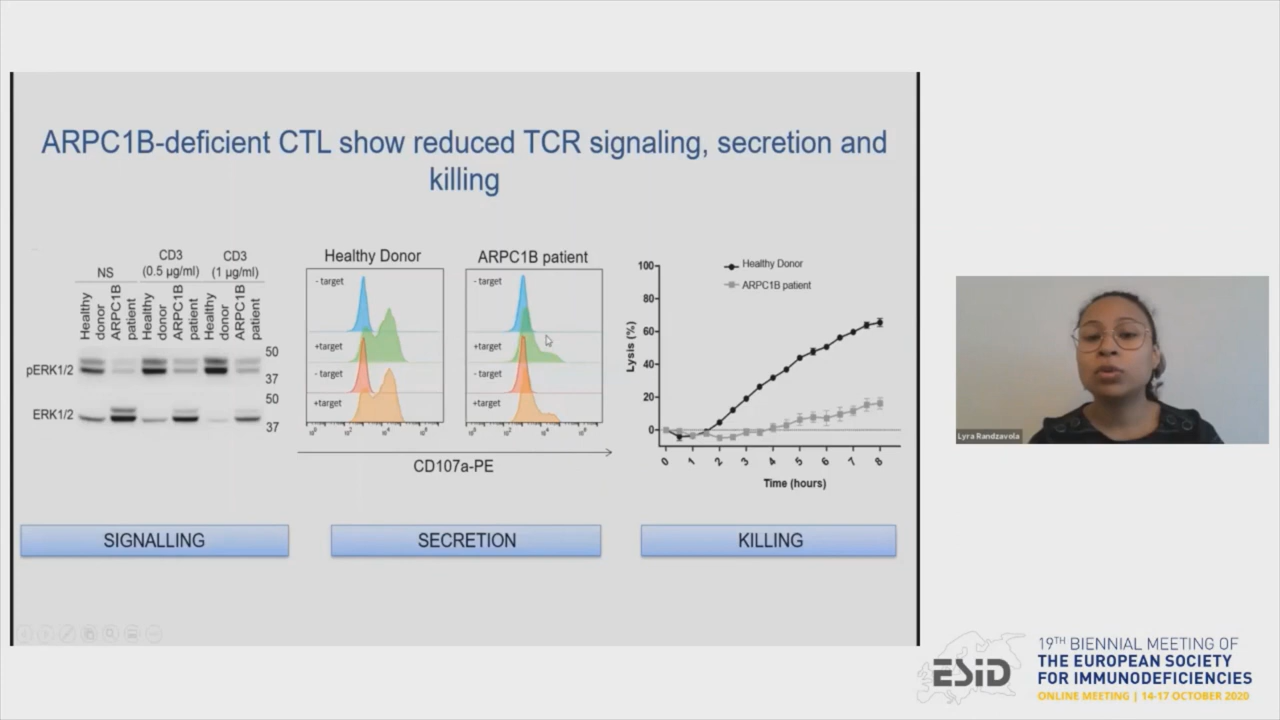 ARPC1B-deficient CTL show reduced TCR signaling, secretion and
killing
NS
CD3
(0.5 µg/ml)
CD3
(1 µg/ml)
Healthy
donor
ARPC1B
patient
Healthy
donor
ARPC1B
patient
Healthy
donor
ARPC1B
patient
pERK1/2
50
37
ERK1/2
50
37
SIGNALLING
Healthy Donor
- target
+target
- target
+target
ARPC1B patient
- target
+target
- target
+target
CD107a-PE
SECRETION
Healthy Donor
ARPC1B patient
Lysis (%)
100
80
60
40
20
0
0 1 2 3 4 5 6 7 8
Time (hours)
KILLING
Lyra Randzavola
ESiD
19TH BIENNIAL MEETING OF
THE EUROPEAN SOCIETY
FOR IMMUNODEFICIENCIES
ONLINE MEETING | 14-17 OCTOBER 2020